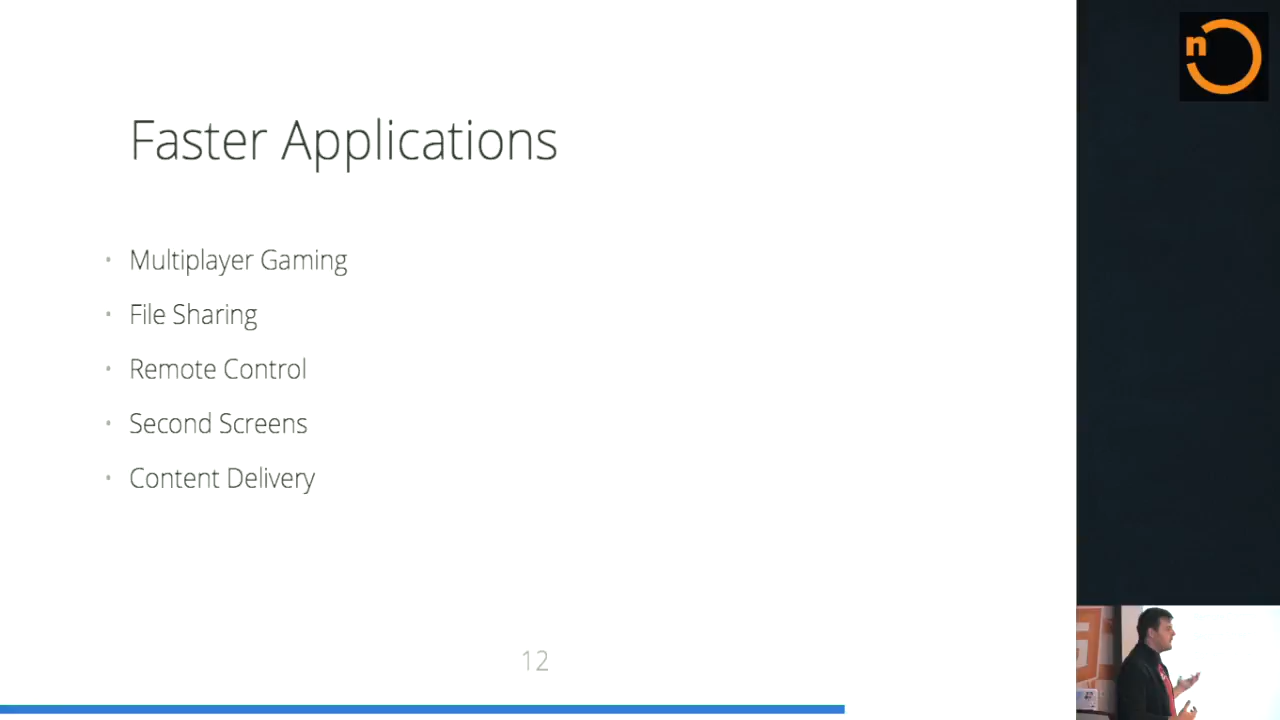 n
Faster Applications
Multiplayer Gaming
File Sharing
Remote Control
Second Screens
Content Delivery
12